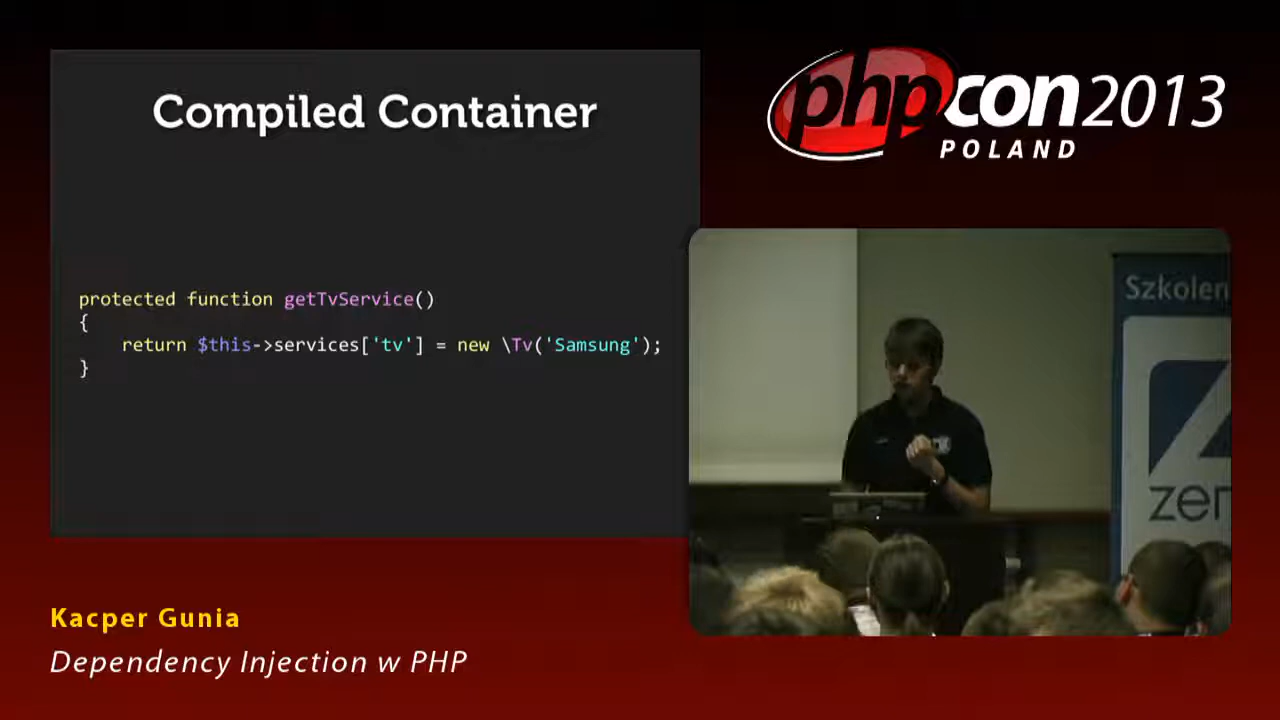 Compiled Container
protected function getTvService()
{
    return $this->services['tv'] = new \Tv('Samsung');
}
phpcon2013
POLAND
Szkolen
zen
Kacper Gunia
Dependency Injection w PHP